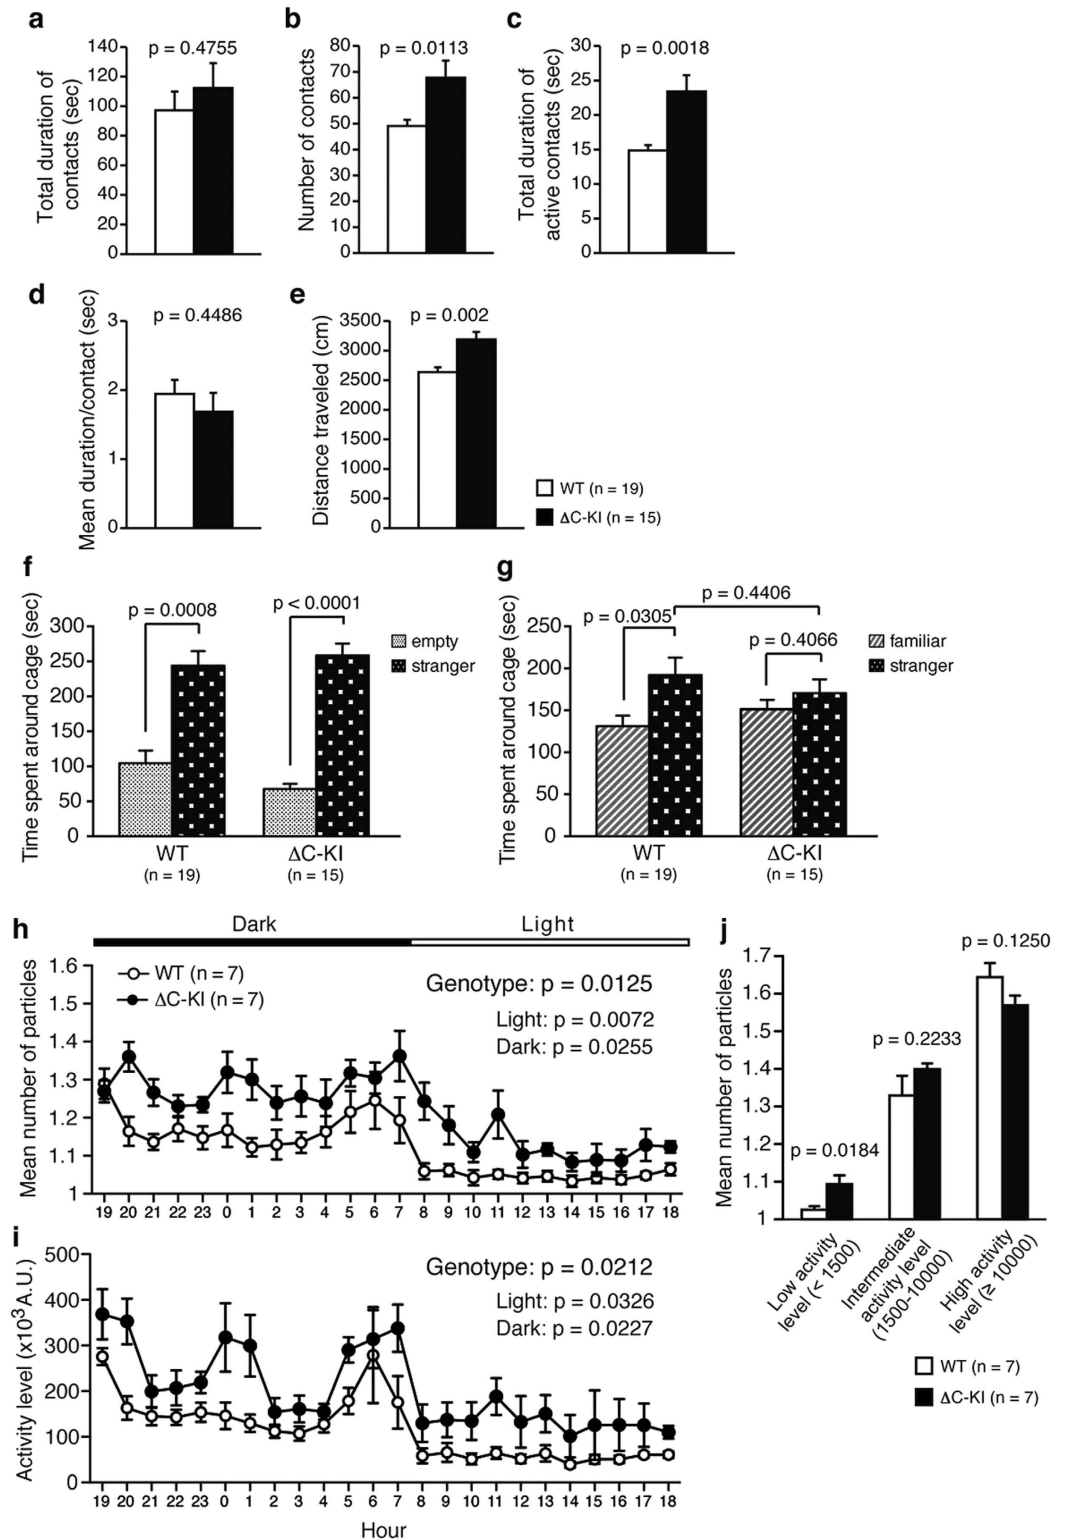 a
b
c
p = 0.4755
p = 0.0113
p = 0.0018
Total duration of
contacts (sec)
140
120
100
80
60
40
20
0
Number of contacts
80
70
60
50
40
30
20
10
0
Total duration of
active contacts (sec)
30
25
20
15
10
5
0
d
e
p = 0.4486
p = 0.002
Mean duration/contact (sec)
3
2
1
0
Distance traveled (cm)
3500
3000
2500
2000
1500
1000
500
0
WT (n = 19)
ΔC-KI (n = 15)
f
p = 0.0008
p < 0.0001
Time spent around cage (sec)
300
250
200
150
100
50
0
empty
stranger
WT
(n = 19)
ΔC-KI
(n = 15)
g
p = 0.4406
p = 0.0305
p = 0.4066
Time spent around cage (sec)
250
200
150
100
50
0
familiar
stranger
WT
(n = 19)
ΔC-KI
(n = 15)
h
Dark
Light
Mean number of particles
1.6
1.5
1.4
1.3
1.2
1.1
1
WT (n = 7)
ΔC-KI (n = 7)
Genotype: p = 0.0125
Light: p = 0.0072
Dark: p = 0.0255
19 20 21 22 23 0 1 2 3 4 5 6 7 8 9 10 11 12 13 14 15 16 17 18
i
Activity level (x10³ A.U.)
500
400
300
200
100
0
Genotype: p = 0.0212
Light: p = 0.0326
Dark: p = 0.0227
19 20 21 22 23 0 1 2 3 4 5 6 7 8 9 10 11 12 13 14 15 16 17 18
Hour
j
p = 0.1250
p = 0.2233
p = 0.0184
Mean number of particles
1.7
1.6
1.5
1.4
1.3
1.2
1.1
1
Low activity
level (< 1500)
Intermediate
activity level
(1500-10000)
High activity
level (≥ 10000)
WT (n = 7)
ΔC-KI (n = 7)